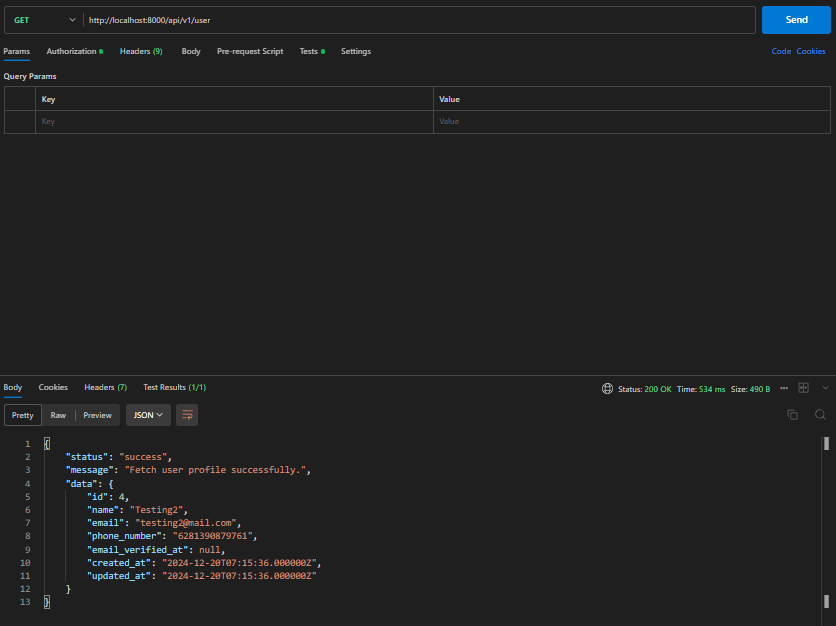 GET http://localhost:8000/api/v1/user Send
Params Authorization Headers (9) Body Pre-request Script Tests Settings Code Cookies
Query Params
Key Value
Key Value
Body Cookies Headers (7) Test Results (1/1) Status: 200 OK Time: 534 ms Size: 490 B
Pretty Raw Preview JSON
1 {
2 "status": "success",
3 "message": "Fetch user profile successfully.",
4 "data": {
5 "id": 4,
6 "name": "Testing2",
7 "email": "testing2@mail.com",
8 "phone_number": "6281390879761",
9 "email_verified_at": null,
10 "created_at": "2024-12-20T07:15:36.000000Z",
11 "updated_at": "2024-12-20T07:15:36.000000Z"
12 }
13 }